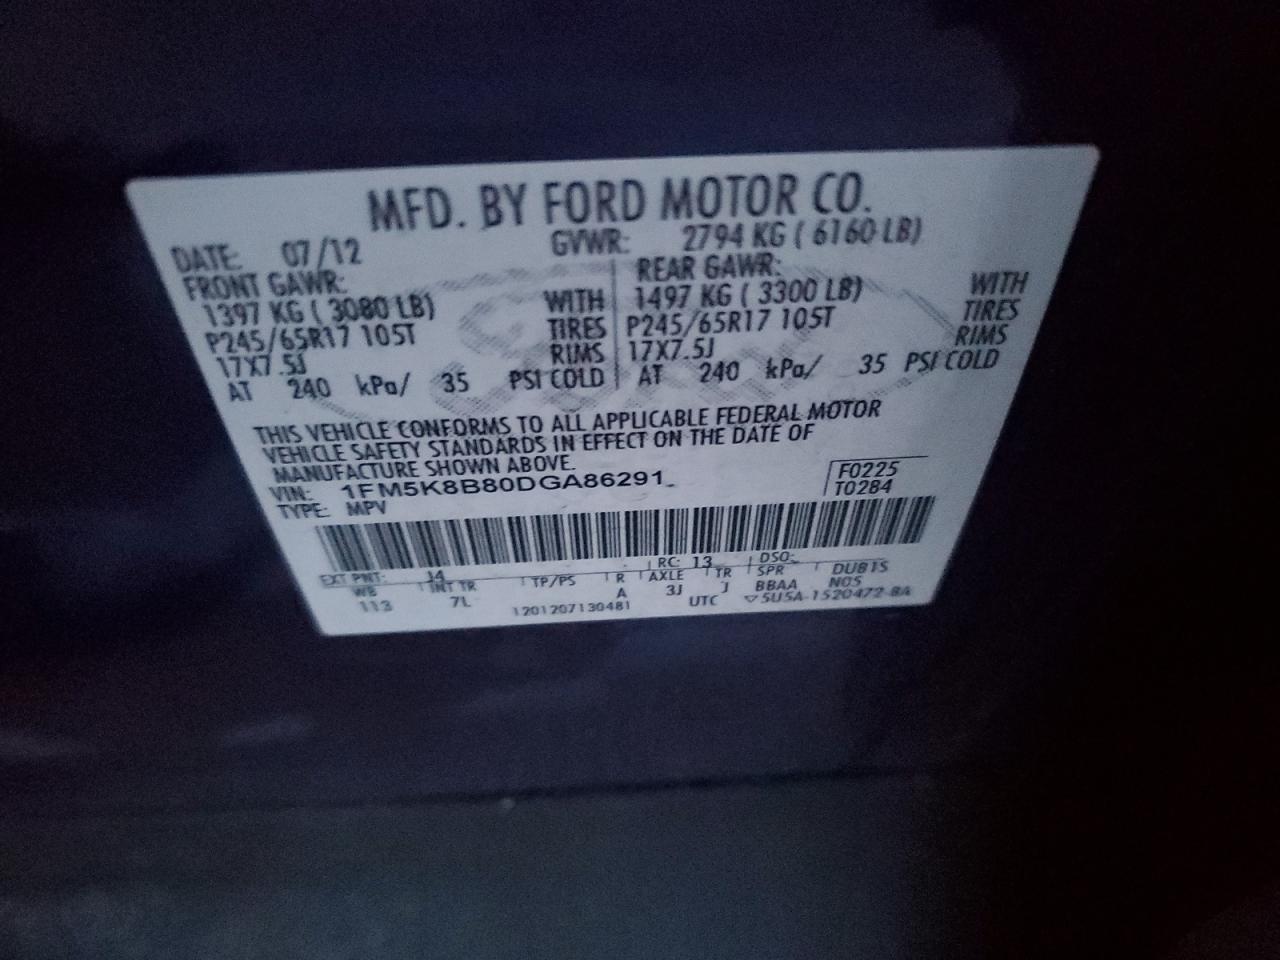 MFD. BY FORD MOTOR CO.
DATE: 07/12 GVWR: 2794 KG ( 6160 LB)
FRONT GAWR: REAR GAWR:
1397 KG ( 3080 LB) WITH 1497 KG ( 3300 LB) WITH
P245/65R17 105T TIRES P245/65R17 105T TIRES
17X7.5J RIMS 17X7.5J RIMS
AT 240 kPa/ 35 PSI COLD AT 240 kPa/ 35 PSI COLD
THIS VEHICLE CONFORMS TO ALL APPLICABLE FEDERAL MOTOR
VEHICLE SAFETY STANDARDS IN EFFECT ON THE DATE OF
MANUFACTURE SHOWN ABOVE.
VIN: 1FM5K8B80DGA86291 F0225
TYPE: MPV T0284
EXT PNT: J4 RC: 13 DSO:
WB INT TR TP/PS R AXLE TR SPR DUB1S
113 7L A 3J J BBAA N05
1201207130481 UTC ▽5U5A-1520472-BA